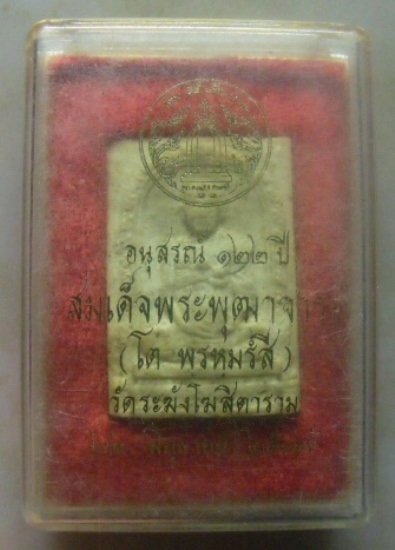 อนุสรณ์ ๑๒๒ ปี
สมเด็จพระพุฒาจารย์
(โต พรหมรังสี)
วัดระฆังโฆสิตาราม